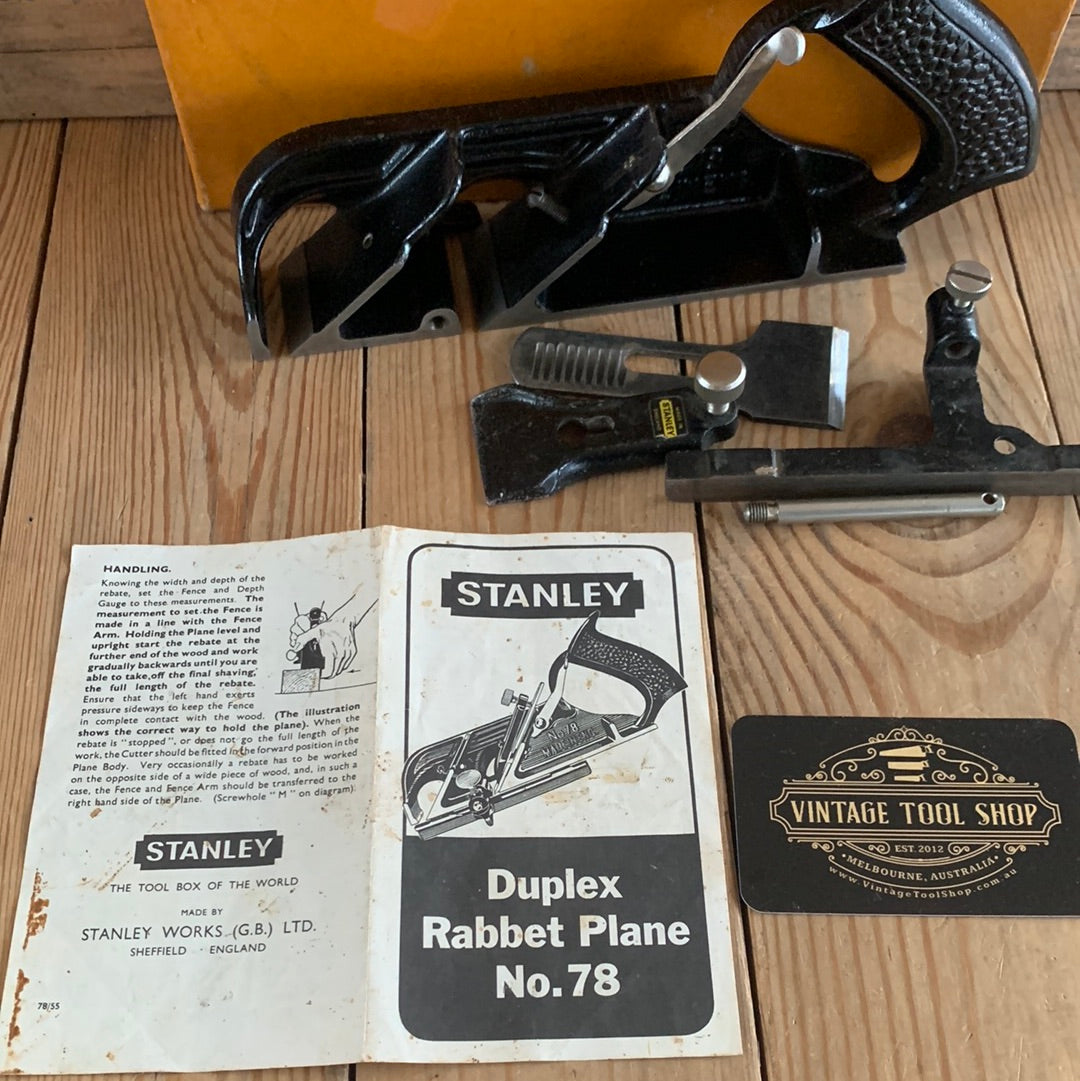 STANLEY
MADE IN
ENGLAND
HANDLING.
Knowing the width and depth of the
rebate, set the Fence and Depth
Gauge to these measurements. The
measurement to set the Fence is
made in a line with the Fence
Arm. Holding the Plane level and
upright start the rebate at the
further end of the wood and work
gradually backwards until you are
able to take off the final shaving,
the full length of the rebate.
Ensure that the left hand exerts
pressure sideways to keep the Fence
in complete contact with the wood. (The illustration
shows the correct way to hold the plane). When the
rebate is "stopped", or does not go the full length of the
work, the Cutter should be fitted in the forward position in the
Plane Body. Very occasionally a rebate has to be worked
on the opposite side of a wide piece of wood, and, in such a
case, the Fence and Fence Arm should be transferred to the
right hand side of the Plane. (Screwhole "M" on diagram)
STANLEY
THE TOOL BOX OF THE WORLD
MADE BY
STANLEY WORKS (G.B.) LTD.
SHEFFIELD · ENGLAND
78/55
STANLEY
No 78
Duplex
Rabbet Plane
No.78
VINTAGE TOOL SHOP
EST. 2012
• MELBOURNE, AUSTRALIA •
www.VintageToolShop.com.au